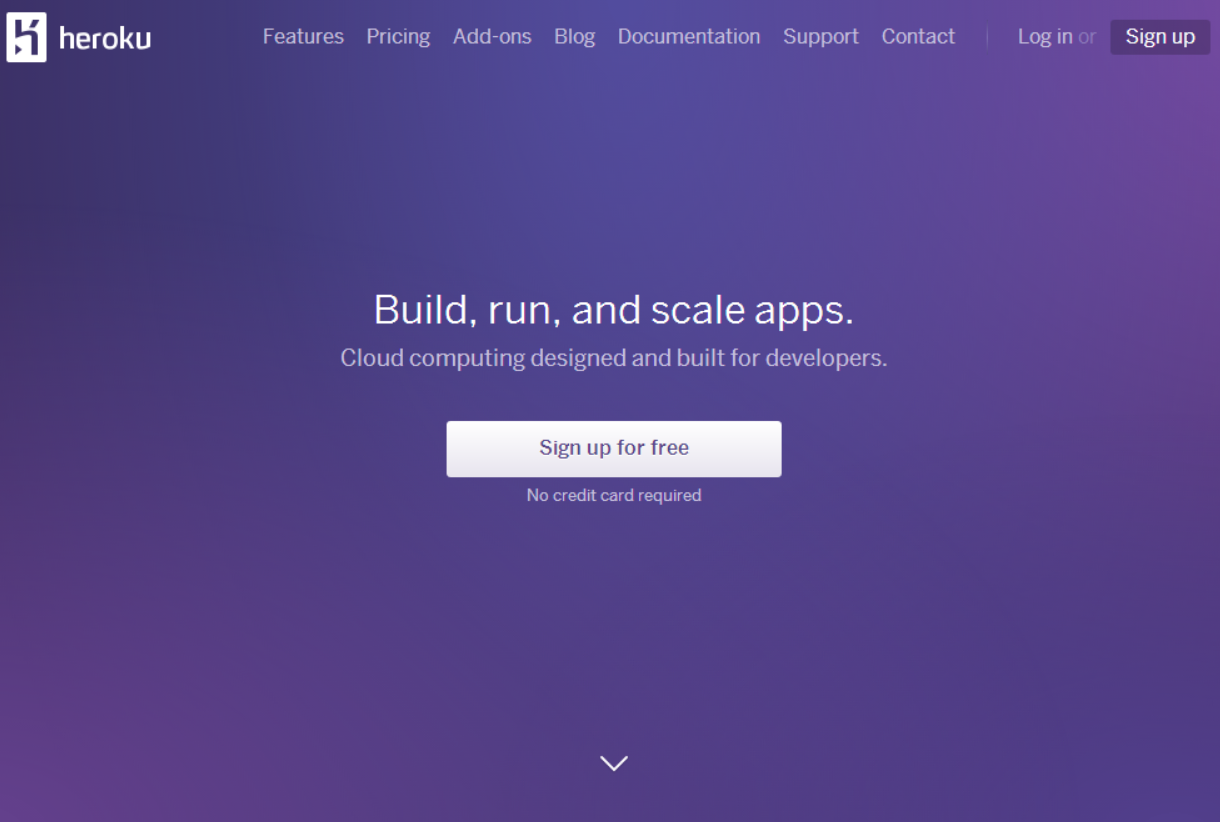 heroku Features Pricing Add-ons Blog Documentation Support Contact Log in or Sign up
Build, run, and scale apps.
Cloud computing designed and built for developers.
Sign up for free
No credit card required